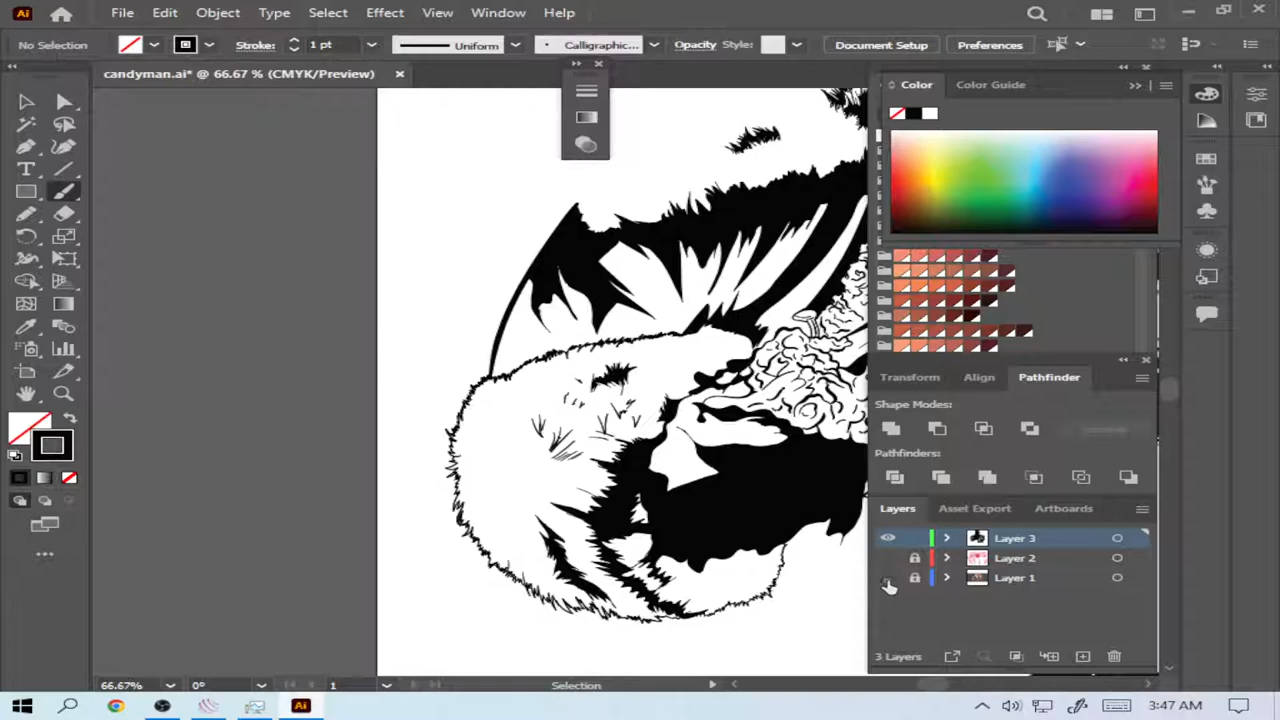 Ai File Edit Object Type Select Effect View Window Help
No Selection Stroke: 1 pt Uniform Calligraphic... Opacity Style: Document Setup Preferences
candyman.ai* @ 66.67 % (CMYK/Preview)
Color Color Guide
Transform Align Pathfinder
Shape Modes:
Pathfinders:
Layers Asset Export Artboards
Layer 3
Layer 2
Layer 1
3 Layers
66.67% 0° 1 Selection
Ai 3:47 AM